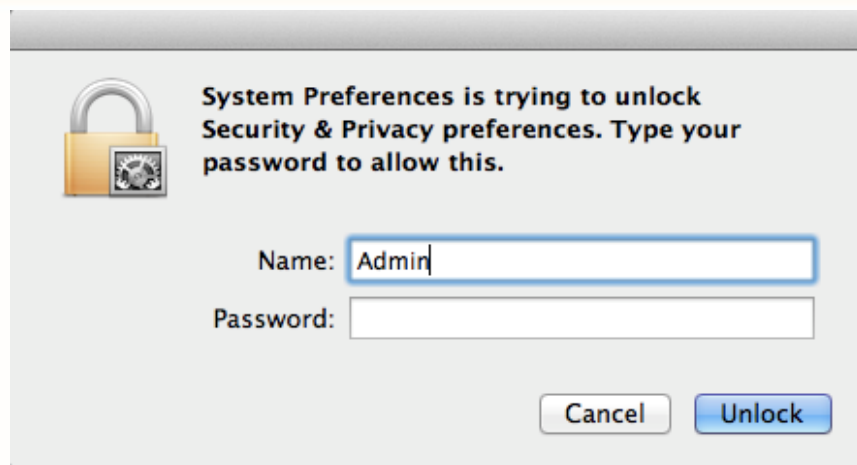 System Preferences is trying to unlock
Security & Privacy preferences. Type your
password to allow this.
Name: Admin
Password:
Cancel Unlock